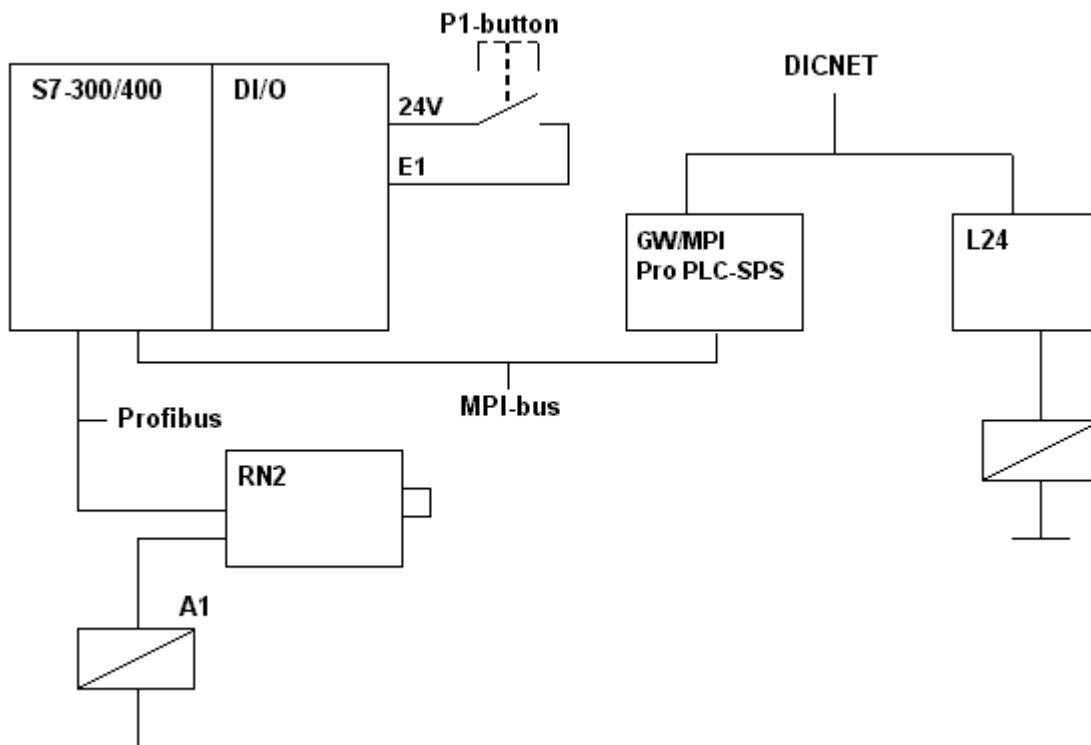 P1-button
S7-300/400
DI/O
24V
E1
DICNET
GW/MPI
Pro PLC-SPS
L24
MPI-bus
Profibus
RN2
A1